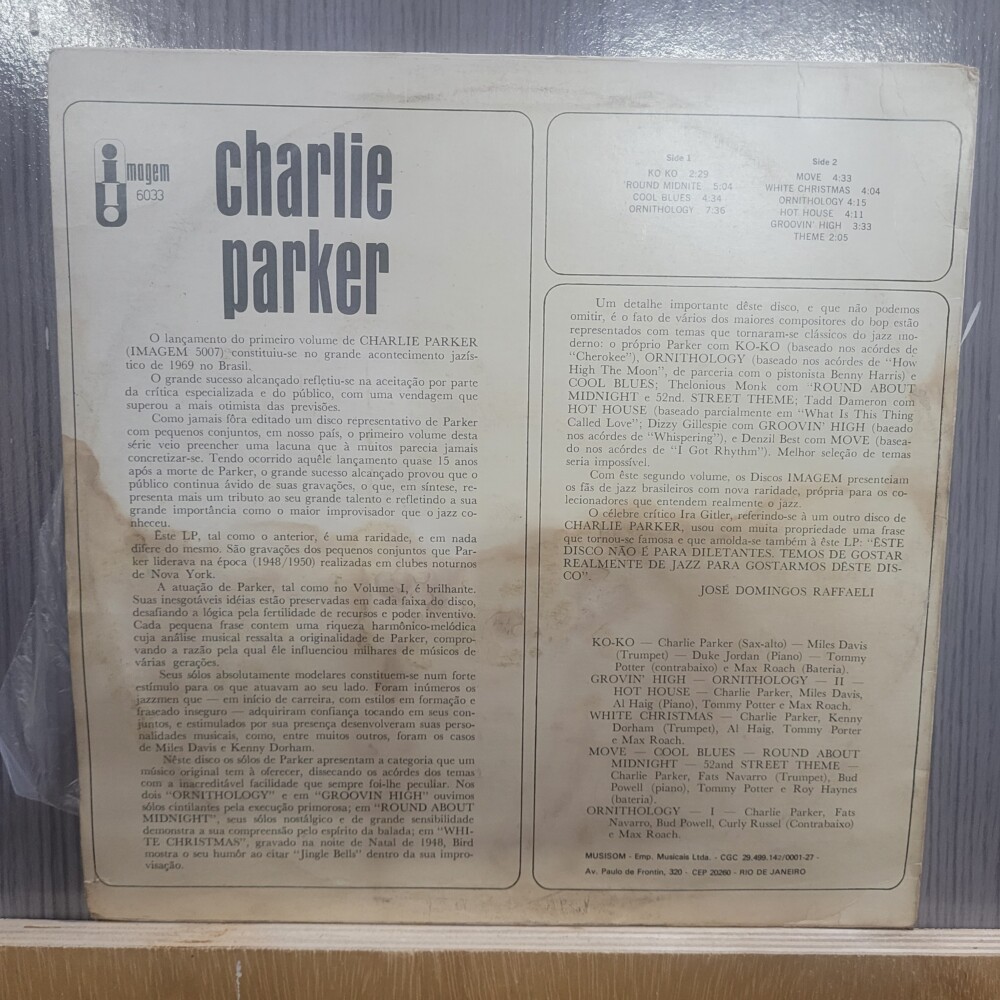 imagem
6033
charlie
parker
O lançamento do primeiro volume de CHARLIE PARKER
(IMAGEM 5007) constituiu-se no grande acontecimento jazís-
tico de 1969 no Brasil.
O grande sucesso alcançado refletiu-se na aceitação por parte
da crítica especializada e do público, com uma vendagem que
superou a mais otimista das previsões.
Como jamais fôra editado um disco representativo de Parker
com pequenos conjuntos, em nosso país, o primeiro volume desta
série veio preencher uma lacuna que à muitos parecia jamais
concretizar-se. Tendo ocorrido aquêle lançamento quase 15 anos
após a morte de Parker, o grande sucesso alcançado provou que o
público continua ávido de suas gravações, o que, em síntese, re-
presenta mais um tributo ao seu grande talento e refletindo a sua
grande importância como o maior improvisador que o jazz co-
nheceu.
Este LP, tal como o anterior, é uma raridade, e em nada
difere do mesmo. São gravações dos pequenos conjuntos que Par-
ker liderava na época (1948/1950) realizadas em clubes noturnos
de Nova York.
A atuação de Parker, tal como no Volume I, é brilhante.
Suas inesgotáveis idéias estão preservadas em cada faixa do disco,
desafiando a lógica pela fertilidade de recursos e poder inventivo.
Cada pequena frase contem uma riqueza harmônico-melódica
cuja análise musical ressalta a originalidade de Parker, compro-
vando a razão pela qual êle influenciou milhares de músicos de
várias gerações.
Seus sólos absolutamente modelares constituem-se num forte
estímulo para os que atuavam ao seu lado. Foram inúmeros os
jazzmen que — em início de carreira, com estilos em formação e
fraseado inseguro — adquiriram confiança tocando em seus con-
juntos, e estimulados por sua presença desenvolveram suas perso-
nalidades musicais, como, entre muitos outros, foram os casos
de Miles Davis e Kenny Dorham.
Nêste disco os sólos de Parker apresentam a categoria que um
músico original tem à oferecer, dissecando os acórdes dos temas
com a inacreditável facilidade que sempre foi-lhe peculiar. Nos
dois "ORNITHOLOGY" e em "GROOVIN HIGH" ouvimos
sólos cintilantes pela execução primorosa; em "ROUND ABOUT
MIDNIGHT", seus sólos nostálgico e de grande sensibilidade
demonstra a sua compreensão pelo espírito da balada; em "WHI-
TE CHRISTMAS", gravado na noite de Natal de 1948, Bird
mostra o seu humôr ao citar "Jingle Bells" dentro da sua impro-
visação.
Side 1
KO KO 2:29
'ROUND MIDNITE 5:04
COOL BLUES 4:34
ORNITHOLOGY 7:36
Side 2
MOVE 4:33
WHITE CHRISTMAS 4:04
ORNITHOLOGY 4:15
HOT HOUSE 4:11
GROOVIN' HIGH 3:33
THEME 2:05
Um detalhe importante dêste disco, e que não podemos
omitir, é o fato de vários dos maiores compositores do bop estão
representados com temas que tornaram-se clássicos do jazz mo-
derno: o próprio Parker com KO-KO (baseado nos acórdes de
"Cherokee"), ORNITHOLOGY (baseado nos acórdes de "How
High The Moon", de parceria com o pistonista Benny Harris) e
COOL BLUES; Thelonious Monk com "ROUND ABOUT
MIDNIGHT e 52nd. STREET THEME; Tadd Dameron com
HOT HOUSE (baseado parcialmente em "What Is This Thing
Called Love"; Dizzy Gillespie com GROOVIN' HIGH (baeado
nos acórdes de "Whispering"), e Denzil Best com MOVE (basea-
do nos acórdes de "I Got Rhythm"). Melhor seleção de temas
seria impossível.
Com êste segundo volume, os Discos IMAGEM presenteiam
os fãs de jazz brasileiros com nova raridade, própria para os co-
lecionadores que entendem realmente o jazz.
O célebre crítico Ira Gitler, referindo-se à um outro disco de
CHARLIE PARKER, usou com muita propriedade uma frase
que tornou-se famosa e que amolda-se também à êste LP: "ÊSTE
DISCO NÃO É PARA DILETANTES. TEMOS DE GOSTAR
REALMENTE DE JAZZ PARA GOSTARMOS DÊSTE DIS-
CO".
JOSÉ DOMINGOS RAFFAELI
KO-KO — Charlie Parker (Sax-alto) — Miles Davis
(Trumpet) — Duke Jordan (Piano) — Tommy
Potter (contrabaixo) e Max Roach (Bateria).
GROVIN' HIGH — ORNITHOLOGY — II —
HOT HOUSE — Charlie Parker, Miles Davis,
Al Haig (Piano), Tommy Potter e Max Roach.
WHITE CHRISTMAS — Charlie Parker, Kenny
Dorham (Trumpet), Al Haig, Tommy Porter
e Max Roach.
MOVE — COOL BLUES — ROUND ABOUT
MIDNIGHT — 52and STREET THEME —
Charlie Parker, Fats Navarro (Trumpet), Bud
Powell (piano), Tommy Potter e Roy Haynes
(bateria).
ORNITHOLOGY — I — Charlie Parker, Fats
Navarro, Bud Powell, Curly Russel (Contrabaixo)
e Max Roach.
MUSISOM - Emp. Musicais Ltda. - CGC 29.499.142/0001-27 -
Av. Paulo de Frontin, 320 - CEP 20260 - RIO DE JANEIRO